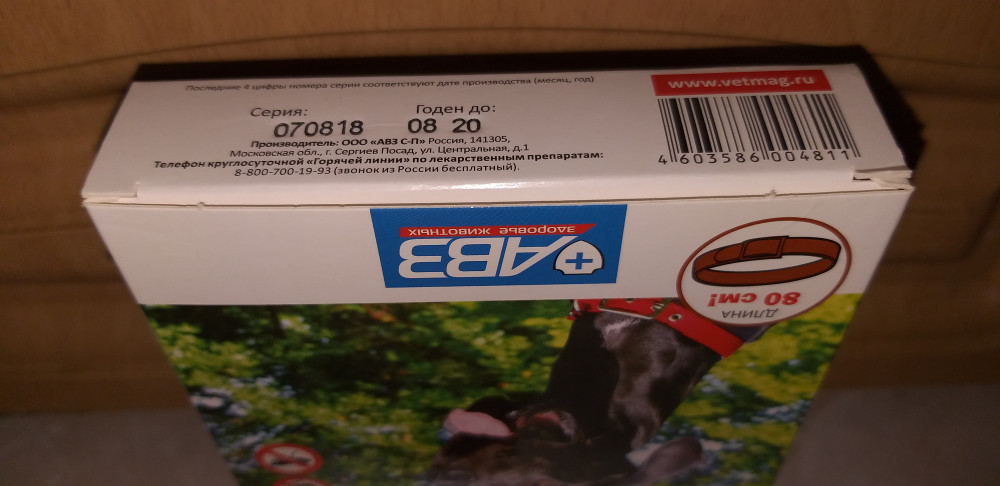 Последние 4 цифры номера серии соответствуют дате производства (месяц, год)
www.vetmag.ru
Серия: Годен до:
070818 08 20
Производитель: ООО «АВЗ С-П» Россия, 141305,
Московская обл., г. Сергиев Посад, ул. Центральная, д.1
Телефон круглосуточной «Горячей линии» по лекарственным препаратам:
8-800-700-19-93 (звонок из России бесплатный).
4 603586 004811
АВЗ
здоровье животных
ДЛИНА
80 см!